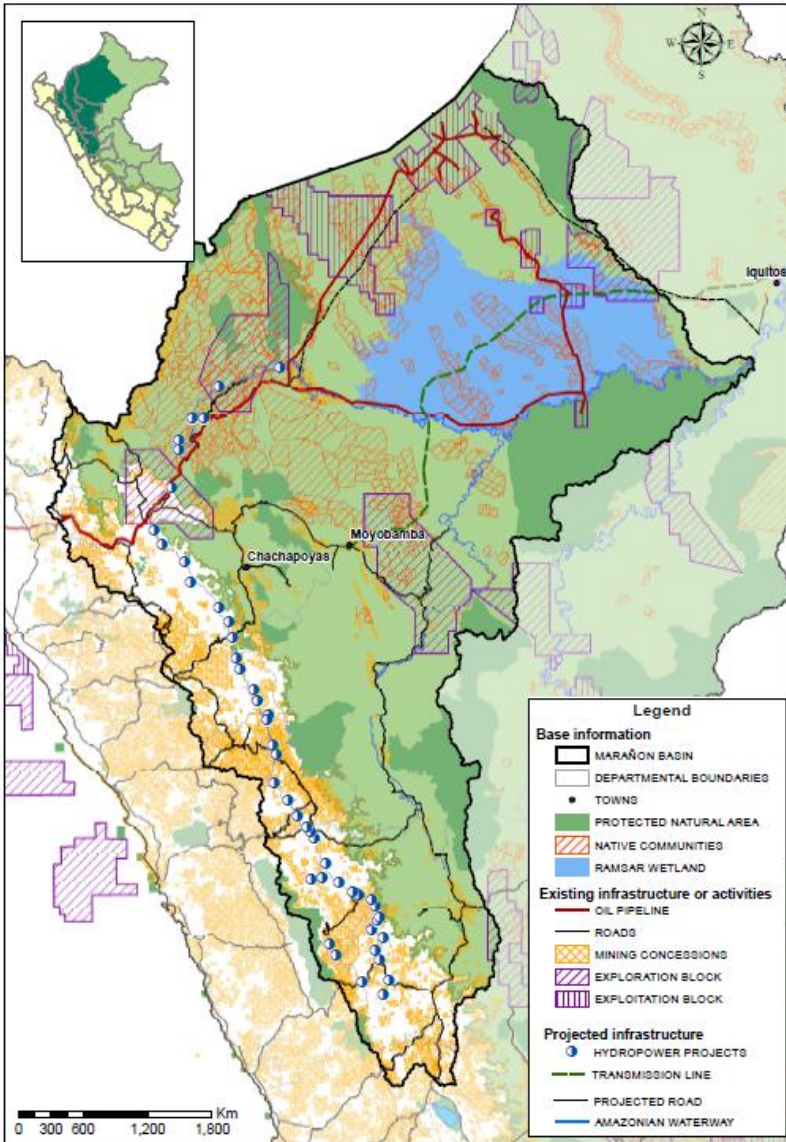 N
W
E
S
Iquitos
Moyobamba
Chachapoyas
Legend
Base information
MARAÑON BASIN
DEPARTMENTAL BOUNDARIES
TOWNS
PROTECTED NATURAL AREA
NATIVE COMMUNITIES
RAMSAR WETLAND
Existing infrastructure or activities
OIL PIPELINE
ROADS
MINING CONCESSIONS
EXPLORATION BLOCK
EXPLOITATION BLOCK
Projected infrastructure
HYDROPOWER PROJECTS
TRANSMISSION LINE
PROJECTED ROAD
AMAZONIAN WATERWAY
Km
0 300 600 1,200 1,800